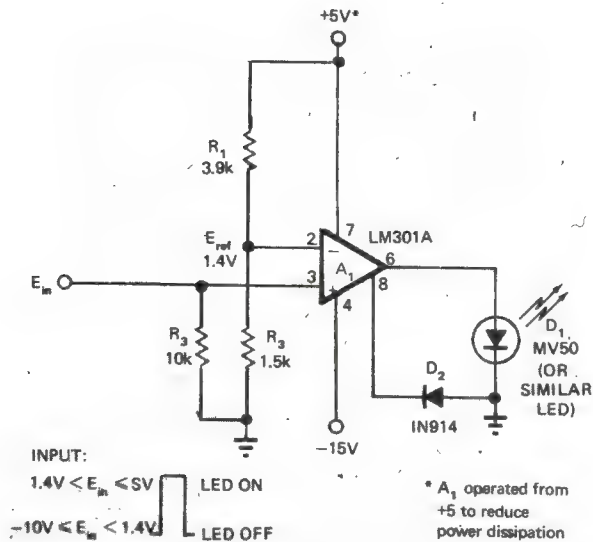 +5V*
R1
3.9k
Eref
1.4V
2
7
LM301A
6
3
A1
8
4
Ein
R3
10k
R3
1.5k
D1
MV50
(OR
SIMILAR
LED)
D2
IN914
−15V
INPUT:
1.4V < Ein ≤ 5V LED ON
−10V ≤ Ein < 1.4V LED OFF
* A1 operated from
+5 to reduce
power dissipation